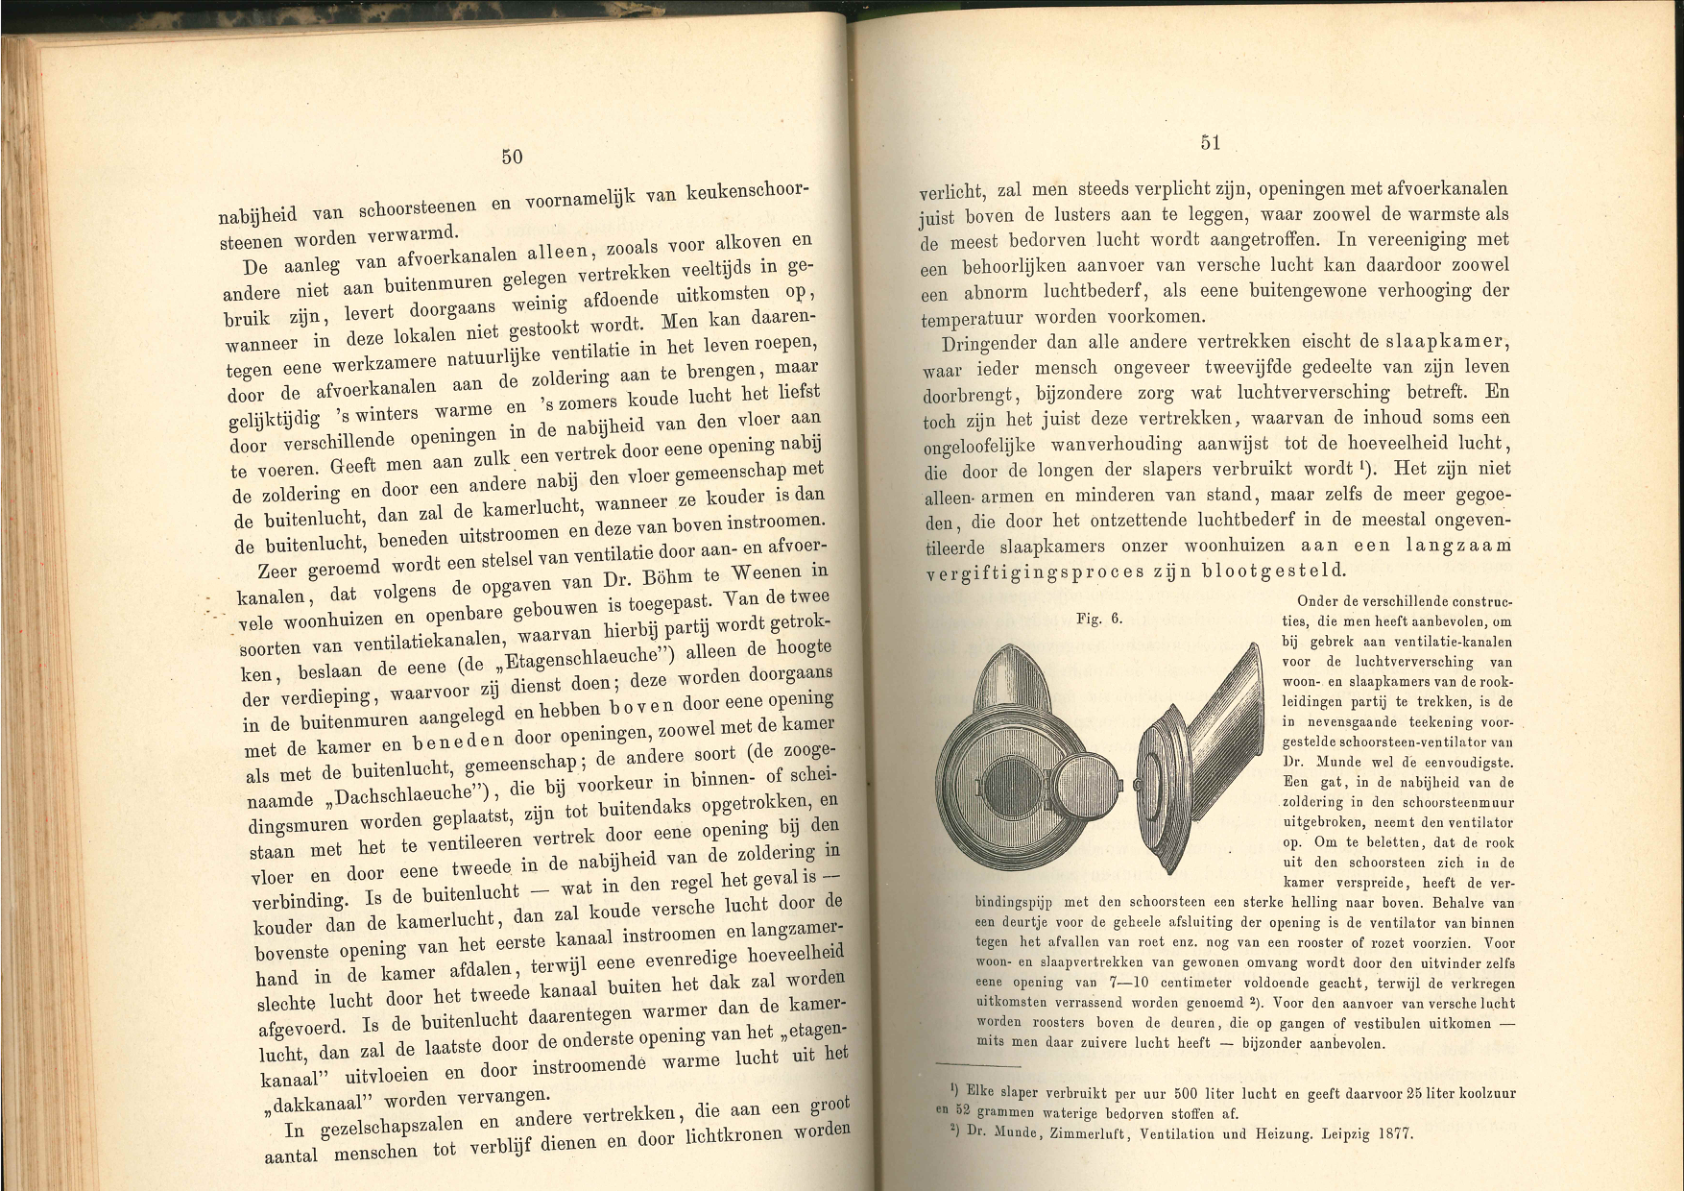 50
nabijheid van schoorsteenen en voornamelijk van keukenschoor-
steenen worden verwarmd.
De aanleg van afvoerkanalen alleen, zooals voor alkoven en
andere niet aan buitenmuren gelegen vertrekken veeltijds in ge-
bruik zijn, levert doorgaans weinig afdoende uitkomsten op,
wanneer in deze lokalen niet gestookt wordt. Men kan daaren-
tegen eene werkzamere natuurlijke ventilatie in het leven roepen,
door de afvoerkanalen aan de zoldering aan te brengen, maar
gelijktijdig 's winters warme en 's zomers koude lucht het liefst
door verschillende openingen in de nabijheid van den vloer aan
te voeren. Geeft men aan zulk een vertrek door eene opening nabij
de zoldering en door een andere nabij den vloer gemeenschap met
de buitenlucht, dan zal de kamerlucht, wanneer ze kouder is dan
de buitenlucht, beneden uitstroomen en deze van boven instroomen.
Zeer geroemd wordt een stelsel van ventilatie door aan- en afvoer-
kanalen, dat volgens de opgaven van Dr. Böhm te Weenen in
vele woonhuizen en openbare gebouwen is toegepast. Van de twee
soorten van ventilatiekanalen, waarvan hierbij partij wordt getrok-
ken, beslaan de eene (de „Etagenschlaeuche”) alleen de hoogte
der verdieping, waarvoor zij dienst doen; deze worden doorgaans
in de buitenmuren aangelegd en hebben boven door eene opening
met de kamer en beneden door openingen, zoowel met de kamer
als met de buitenlucht, gemeenschap; de andere soort (de zooge-
naamde „Dachschlaeuche”), die bij voorkeur in binnen- of schei-
dingsmuren worden geplaatst, zijn tot buitendaks opgetrokken, en
staan met het te ventileeren vertrek door eene opening bij den
vloer en door eene tweede in de nabijheid van de zoldering in
verbinding. Is de buitenlucht — wat in den regel het geval is —
kouder dan de kamerlucht, dan zal koude versche lucht door de
bovenste opening van het eerste kanaal instroomen en langzamer-
hand in de kamer afdalen, terwijl eene evenredige hoeveelheid
slechte lucht door het tweede kanaal buiten het dak zal worden
afgevoerd. Is de buitenlucht daarentegen warmer dan de kamer-
lucht, dan zal de laatste door de onderste opening van het „etagen-
kanaal” uitvloeien en door instroomende warme lucht uit het
„dakkanaal” worden vervangen.
In gezelschapszalen en andere vertrekken, die aan een groot
aantal menschen tot verblijf dienen en door lichtkronen worden
51
verlicht, zal men steeds verplicht zijn, openingen met afvoerkanalen
juist boven de lusters aan te leggen, waar zoowel de warmste als
de meest bedorven lucht wordt aangetroffen. In vereeniging met
een behoorlijken aanvoer van versche lucht kan daardoor zoowel
een abnorm luchtbederf, als eene buitengewone verhooging der
temperatuur worden voorkomen.
Dringender dan alle andere vertrekken eischt de slaapkamer,
waar ieder mensch ongeveer tweevijfde gedeelte van zijn leven
doorbrengt, bijzondere zorg wat luchtverversching betreft. En
toch zijn het juist deze vertrekken, waarvan de inhoud soms een
ongeloofelijke wanverhouding aanwijst tot de hoeveelheid lucht,
die door de longen der slapers verbruikt wordt ¹). Het zijn niet
alleen armen en minderen van stand, maar zelfs de meer gegoe-
den, die door het ontzettende luchtbederf in de meestal ongeven-
tileerde slaapkamers onzer woonhuizen aan een langzaam
vergiftigingsproces zijn blootgesteld.
Fig. 6.
Onder de verschillende construc-
ties, die men heeft aanbevolen, om
bij gebrek aan ventilatie-kanalen
voor de luchtverversching van
woon- en slaapkamers van de rook-
leidingen partij te trekken, is de
in nevensgaande teekening voor-
gestelde schoorsteen-ventilator van
Dr. Munde wel de eenvoudigste.
Een gat, in de nabijheid van de
zoldering in den schoorsteenmuur
uitgebroken, neemt den ventilator
op. Om te beletten, dat de rook
uit den schoorsteen zich in de
kamer verspreide, heeft de ver-
bindingspijp met den schoorsteen een sterke helling naar boven. Behalve van
een deurtje voor de geheele afsluiting der opening is de ventilator van binnen
tegen het afvallen van roet enz. nog van een rooster of rozet voorzien. Voor
woon- en slaapvertrekken van gewonen omvang wordt door den uitvinder zelfs
eene opening van 7—10 centimeter voldoende geacht, terwijl de verkregen
uitkomsten verrassend worden genoemd ²). Voor den aanvoer van versche lucht
worden roosters boven de deuren, die op gangen of vestibulen uitkomen —
mits men daar zuivere lucht heeft — bijzonder aanbevolen.
¹) Elke slaper verbruikt per uur 500 liter lucht en geeft daarvoor 25 liter koolzuur
en 52 grammen waterige bedorven stoffen af.
²) Dr. Munde, Zimmerluft, Ventilation und Heizung. Leipzig 1877.